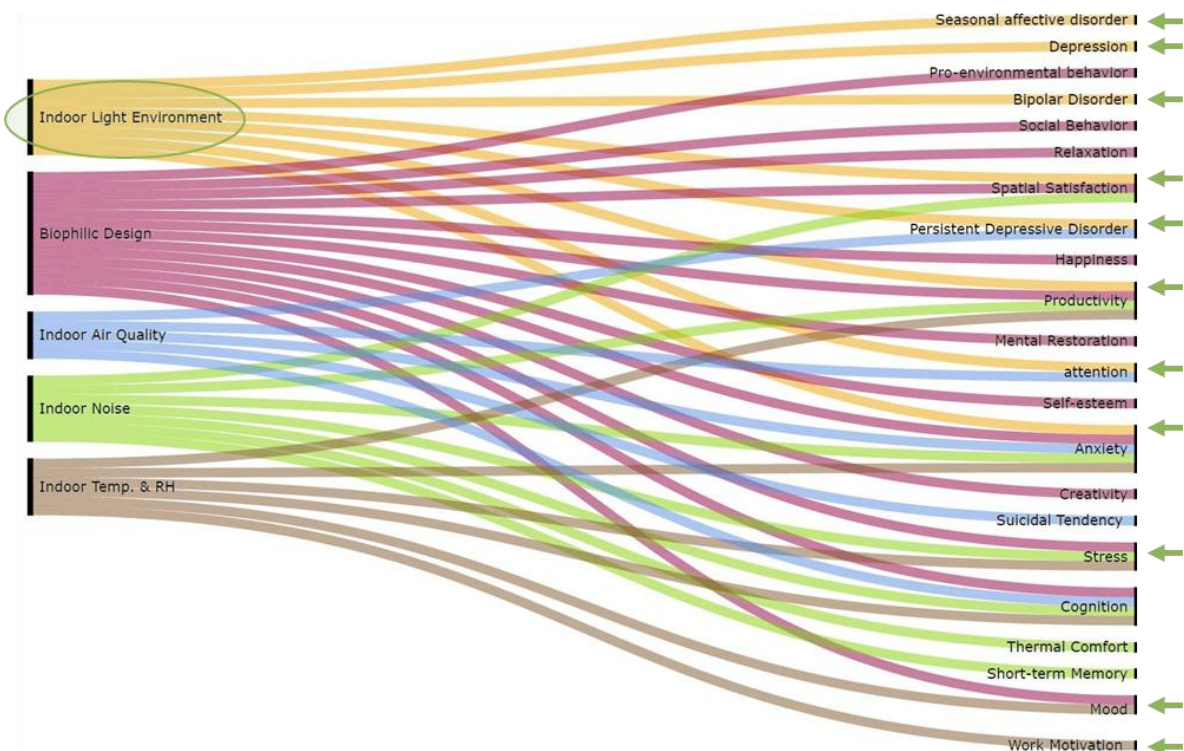 Seasonal affective disorder
Depression
Pro-environmental behavior
Bipolar Disorder
Indoor Light Environment
Social Behavior
Relaxation
Spatial Satisfaction
Persistent Depressive Disorder
Biophilic Design
Happiness
Productivity
Indoor Air Quality
Mental Restoration
attention
Self-esteem
Indoor Noise
Anxiety
Indoor Temp. & RH
Creativity
Suicidal Tendency
Stress
Cognition
Thermal Comfort
Short-term Memory
Mood
Work Motivation